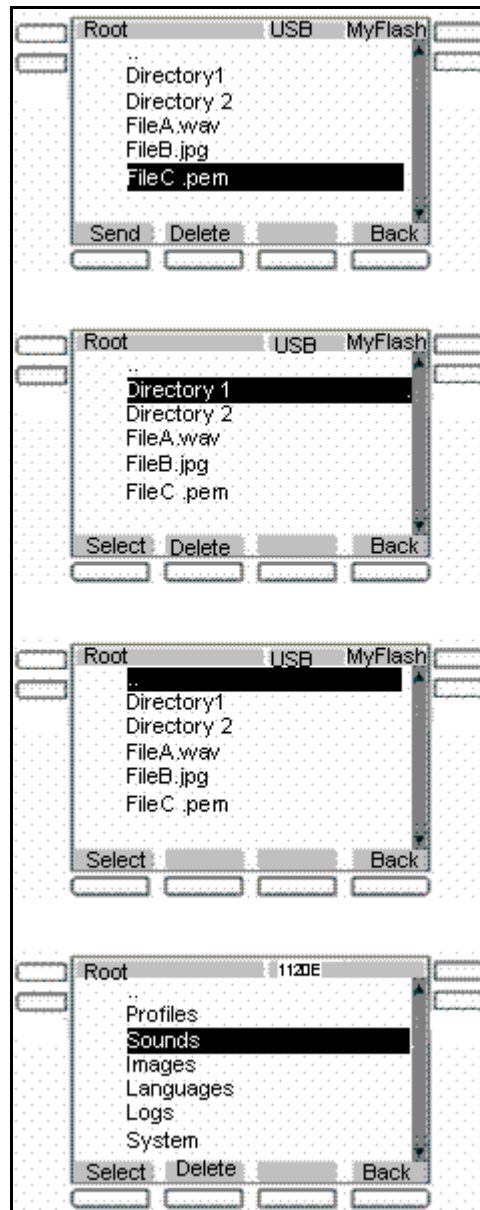 Root USB MyFlash
..
Directory1
Directory 2
FileA.wav
FileB.jpg
FileC .pem
Send Delete Back
Root USB MyFlash
..
Directory 1
Directory 2
FileA.wav
FileB.jpg
FileC .pem
Select Delete Back
Root USB MyFlash
..
Directory1
Directory 2
FileA.wav
FileB.jpg
FileC .pem
Select Back
Root 1120E
..
Profiles
Sounds
Images
Languages
Logs
System
Select Delete Back